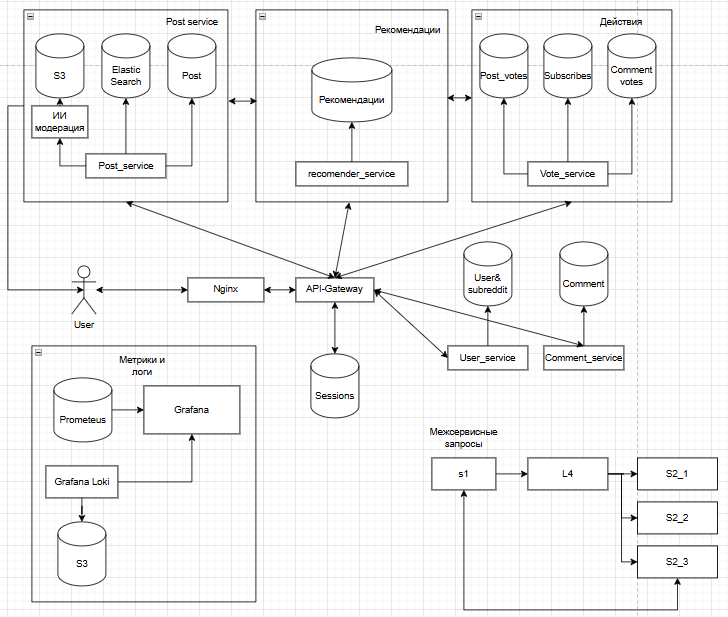 Post service
S3
Elastic
Search
Post
ИИ
модерация
Post_service
Рекомендации
Рекомендации
recomender_service
Действия
Post_votes
Subscribes
Comment
votes
Vote_service
User
Nginx
API-Gateway
User&
subreddit
Comment
User_service
Comment_service
Sessions
Метрики и
логи
Prometeus
Grafana
Grafana Loki
S3
Межсервисные
запросы
s1
L4
S2_1
S2_2
S2_3